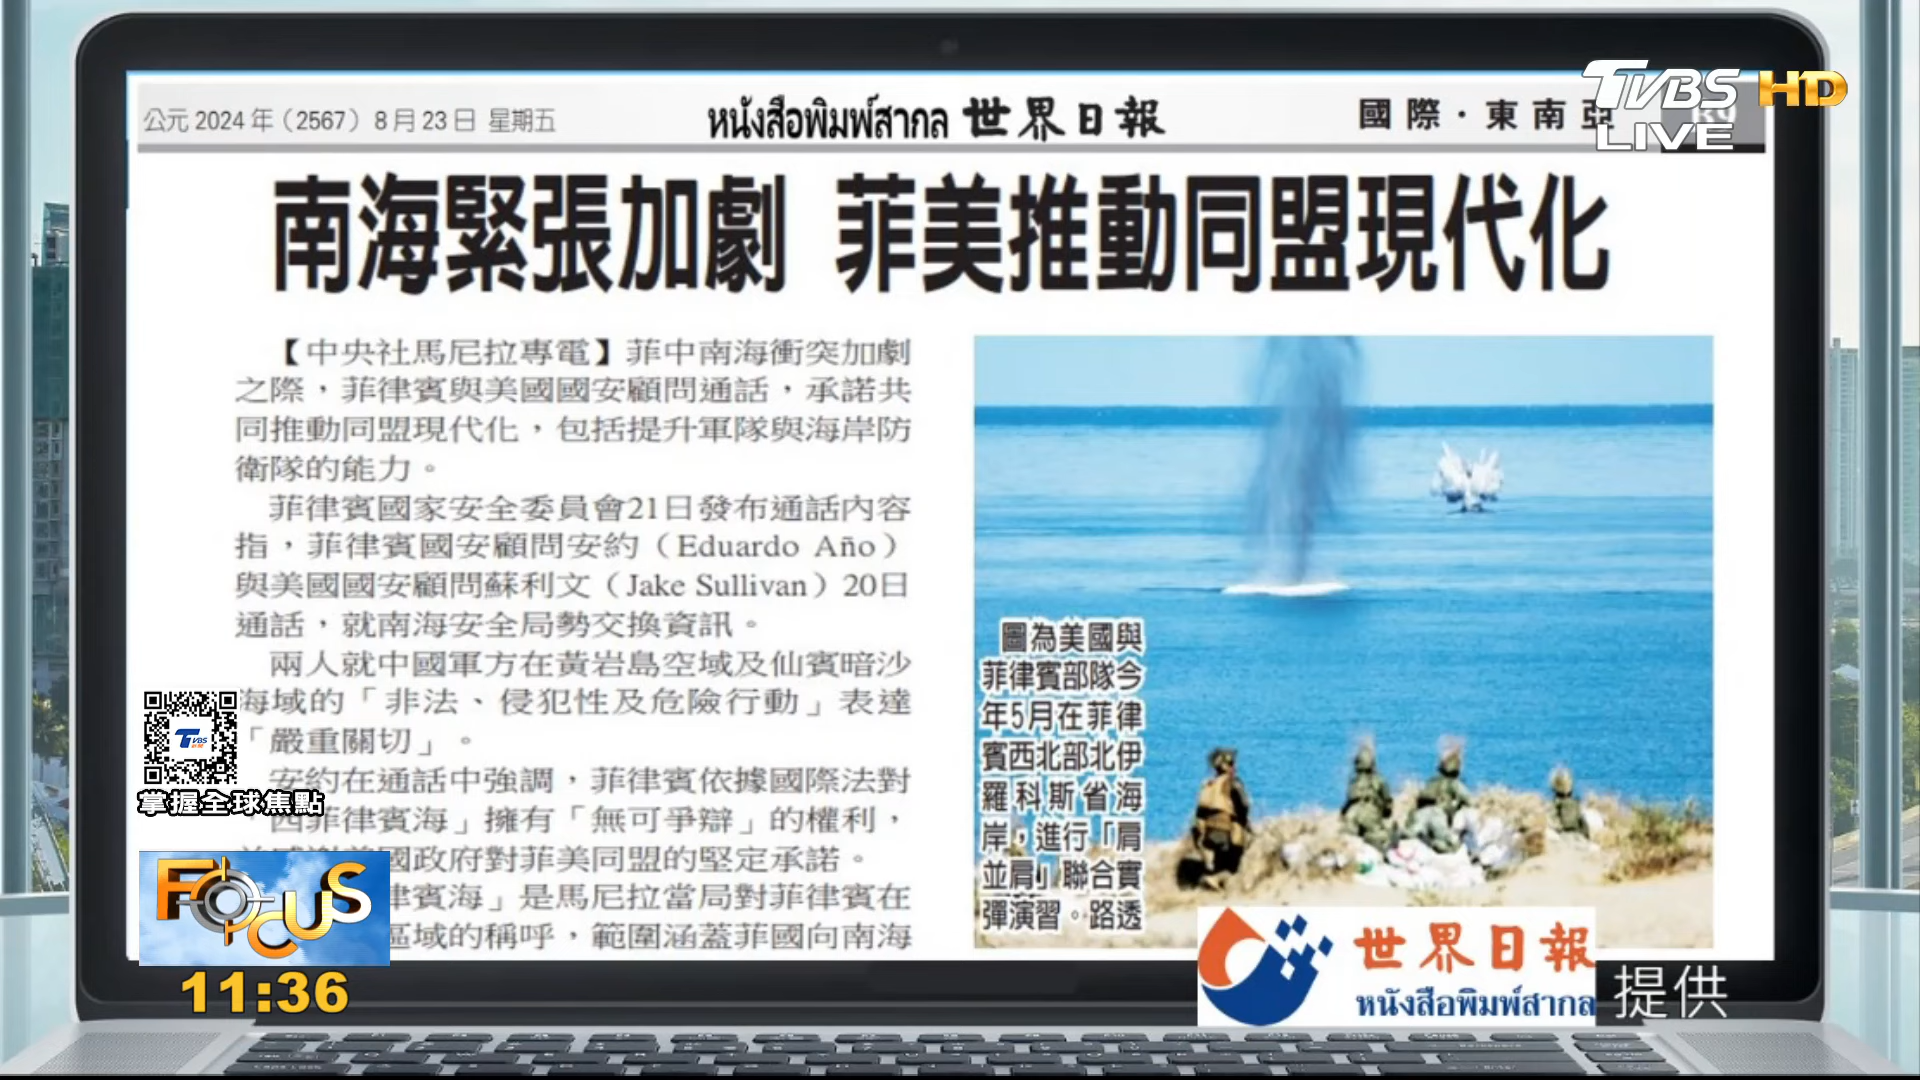 公元2024年（2567）8月23日 星期五
หนังสือพิมพ์สากล 世界日報
國際·東南亞
TVBS HD
LIVE
南海緊張加劇 菲美推動同盟現代化
【中央社馬尼拉專電】菲中南海衝突加劇
之際，菲律賓與美國國安顧問通話，承諾共
同推動同盟現代化，包括提升軍隊與海岸防
衛隊的能力。
菲律賓國家安全委員會21日發布通話內容
指，菲律賓國安顧問安約（Eduardo Año）
與美國國安顧問蘇利文（Jake Sullivan）20日
通話，就南海安全局勢交換資訊。
兩人就中國軍方在黃岩島空域及仙賓暗沙
海域的「非法、侵犯性及危險行動」表達
「嚴重關切」。
安約在通話中強調，菲律賓依據國際法對
西菲律賓海」擁有「無可爭辯」的權利，
國政府對菲美同盟的堅定承諾。
律賓海」是馬尼拉當局對菲律賓在
區域的稱呼，範圍涵蓋菲國向南海
圖為美國與
菲律賓部隊今
年5月在菲律
賓西北部北伊
羅科斯省海
岸，進行「肩
並肩」聯合實
彈演習。路透
TVBS
掌握全球焦點
FOCUS
11:36
世界日報
หนังสือพิมพ์สากล
提供